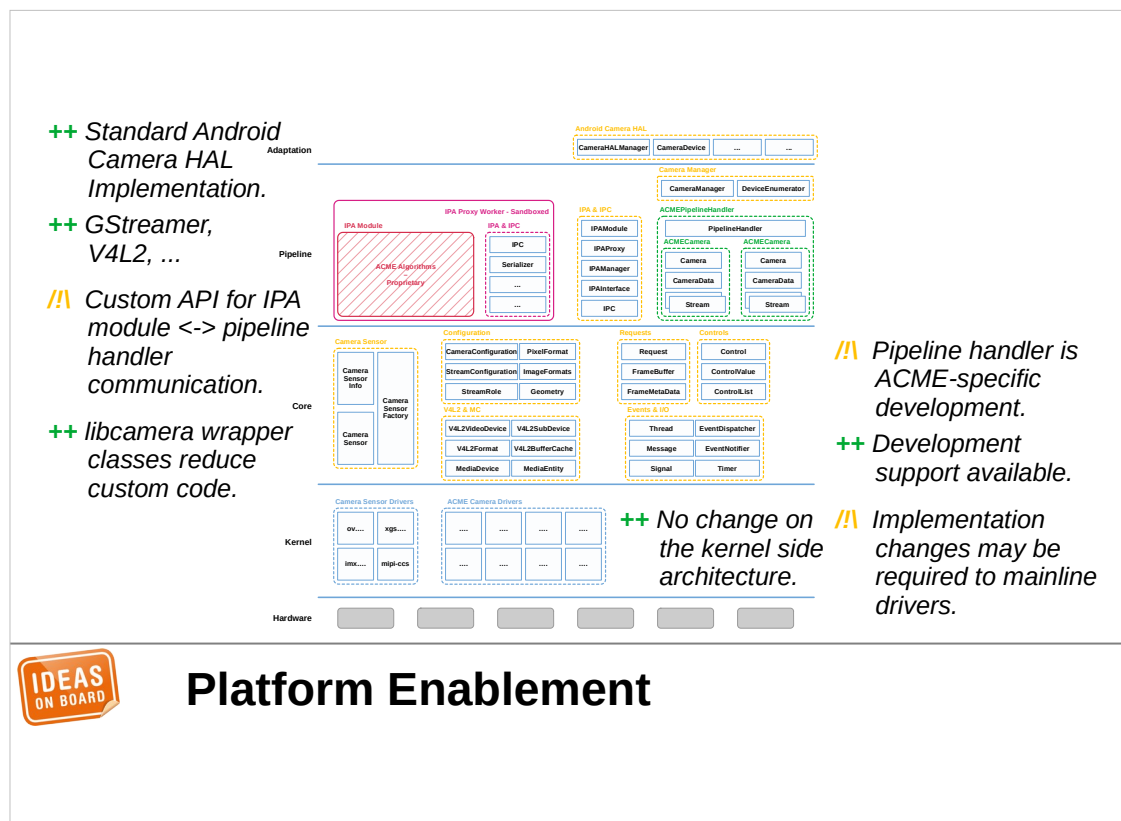 ++ Standard Android
Camera HAL
Implementation.
++ GStreamer,
V4L2, ...
/!\ Custom API for IPA
module <-> pipeline
handler
communication.
++ libcamera wrapper
classes reduce
custom code.
Adaptation
Android Camera HAL
CameraHALManager CameraDevice ... ...
Camera Manager
CameraManager DeviceEnumerator
Pipeline
IPA Proxy Worker - Sandboxed
IPA Module
ACME Algorithms
–
Proprietary
IPA & IPC
IPC
Serializer
...
...
IPA & IPC
IPAModule
IPAProxy
IPAManager
IPAInterface
IPC
ACMEPipelineHandler
PipelineHandler
ACMECamera ACMECamera
Camera Camera
CameraData CameraData
Stream Stream
Core
Camera Sensor
Camera
Sensor
Info
Camera
Sensor
Camera
Sensor
Factory
Configuration
CameraConfiguration PixelFormat
StreamConfiguration ImageFormats
StreamRole Geometry
Requests
Request
FrameBuffer
FrameMetaData
Controls
Control
ControlValue
ControlList
V4L2 & MC
V4L2VideoDevice V4L2SubDevice
V4L2Format V4L2BufferCache
MediaDevice MediaEntity
Events & I/O
Thread EventDispatcher
Message EventNotifier
Signal Timer
Kernel
Camera Sensor Drivers
ov.... xgs....
imx.... mipi-ccs
ACME Camera Drivers
.... .... .... ....
.... .... .... ....
++ No change on
the kernel side
architecture.
Hardware
/!\ Pipeline handler is
ACME-specific
development.
++ Development
support available.
/!\ Implementation
changes may be
required to mainline
drivers.
IDEAS
ON BOARD
Platform Enablement